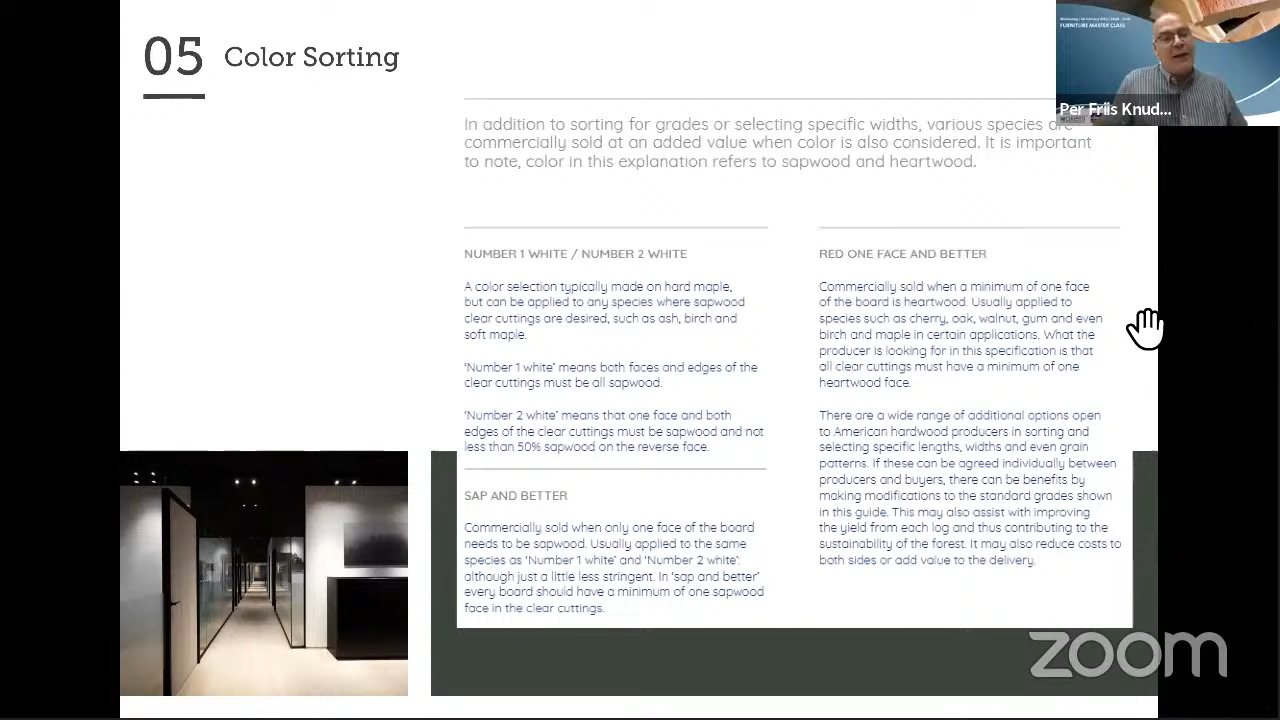 05 Color Sorting
In addition to sorting for grades or selecting specific widths, various species are
commercially sold at an added value when color is also considered. It is important
to note, color in this explanation refers to sapwood and heartwood.
NUMBER 1 WHITE / NUMBER 2 WHITE
A color selection typically made on hard maple,
but can be applied to any species where sapwood
clear cuttings are desired, such as ash, birch and
soft maple.
‘Number 1 white’ means both faces and edges of the
clear cuttings must be all sapwood.
‘Number 2 white’ means that one face and both
edges of the clear cuttings must be sapwood and not
less than 50% sapwood on the reverse face.
SAP AND BETTER
Commercially sold when only one face of the board
needs to be sapwood. Usually applied to the same
species as ‘Number 1 white’ and ‘Number 2 white’:
although just a little less stringent. In ‘sap and better’
every board should have a minimum of one sapwood
face in the clear cuttings.
RED ONE FACE AND BETTER
Commercially sold when a minimum of one face
of the board is heartwood. Usually applied to
species such as cherry, oak, walnut, gum and even
birch and maple in certain applications. What the
producer is looking for in this specification is that
all clear cuttings must have a minimum of one
heartwood face.
There are a wide range of additional options open
to American hardwood producers in sorting and
selecting specific lengths, widths and even grain
patterns. If these can be agreed individually between
producers and buyers, there can be benefits by
making modifications to the standard grades shown
in this guide. This may also assist with improving
the yield from each log and thus contributing to the
sustainability of the forest. It may also reduce costs to
both sides or add value to the delivery.
FURNITURE MASTER CLASS
Per Friis Knud...
zoom